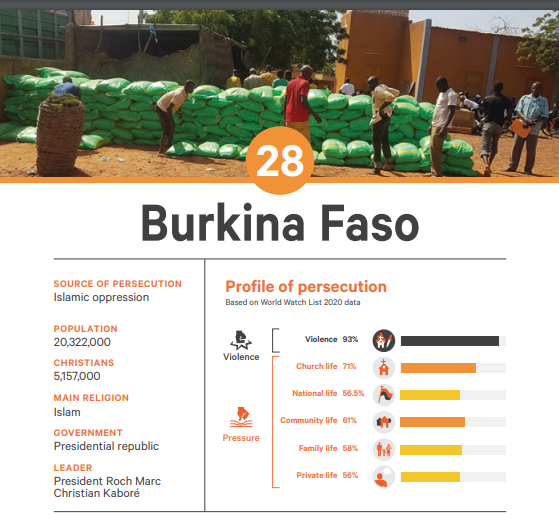 28
Burkina Faso
SOURCE OF PERSECUTION
Islamic oppression
POPULATION
20,322,000
CHRISTIANS
5,157,000
MAIN RELIGION
Islam
GOVERNMENT
Presidential republic
LEADER
President Roch Marc
Christian Kaboré
Profile of persecution
Based on World Watch List 2020 data
Violence
Violence 93%
Pressure
Church life 71%
National life 56.5%
Community life 61%
Family life 58%
Private life 56%